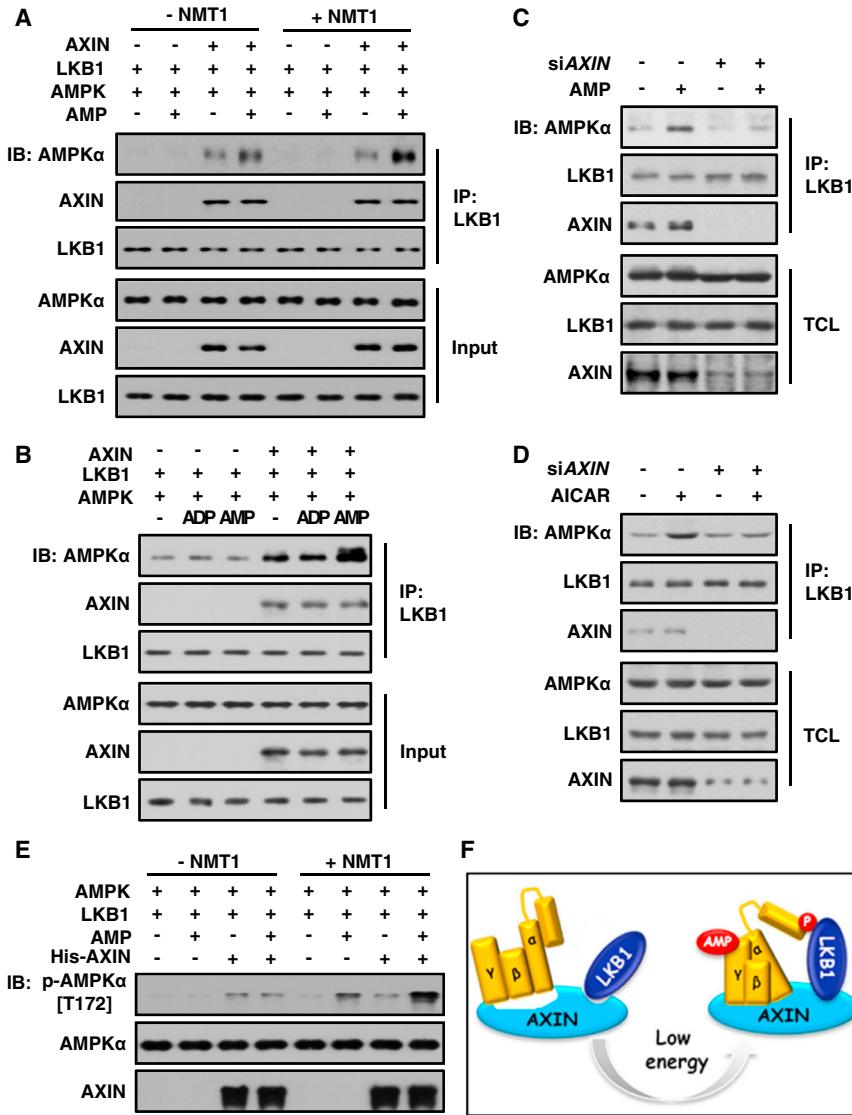 A
- NMT1 + NMT1
AXIN - - + + - - + +
LKB1 + + + + + + + +
AMPK + + + + + + + +
AMP - + - + - + - +
IB: AMPKα
AXIN
LKB1
IP:
LKB1
AMPKα
AXIN
LKB1
Input
B
AXIN - - - + + +
LKB1 + + + + + +
AMPK + + + + + +
- ADP AMP - ADP AMP
IB: AMPKα
AXIN
LKB1
IP:
LKB1
AMPKα
AXIN
LKB1
Input
C
siAXIN - - + +
AMP - + - +
IB: AMPKα
LKB1
AXIN
IP:
LKB1
AMPKα
LKB1
AXIN
TCL
D
siAXIN - - + +
AICAR - + - +
IB: AMPKα
LKB1
AXIN
IP:
LKB1
AMPKα
LKB1
AXIN
TCL
E
- NMT1 + NMT1
AMPK + + + + + + + +
LKB1 + + + + + + + +
AMP - + - + - + - +
His-AXIN - - + + - - + +
IB: p-AMPKα
[T172]
AMPKα
AXIN
F
γ β α
LKB1
AXIN
AMP
P
γ β α
LKB1
AXIN
Low
energy